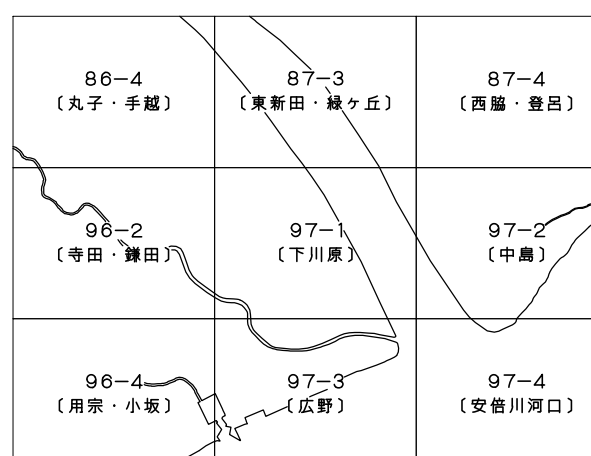 86-4
〔丸子・手越〕
87-3
〔東新田・緑ヶ丘〕
87-4
〔西脇・登呂〕
96-2
〔寺田・鎌田〕
97-1
〔下川原〕
97-2
〔中島〕
96-4
〔用宗・小坂〕
97-3
〔広野〕
97-4
〔安倍川河口〕